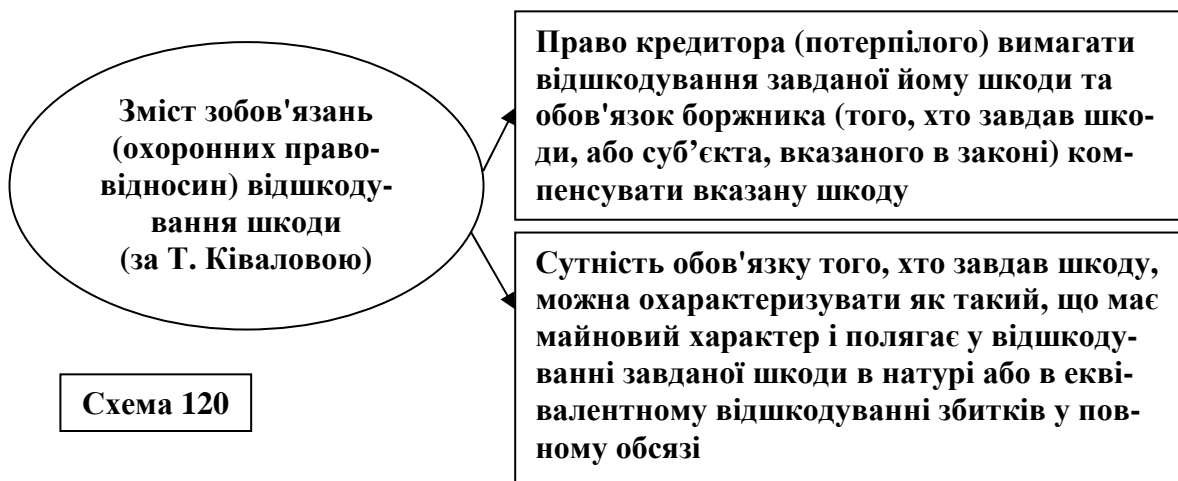 Зміст зобов'язань
(охоронних право-
відносин) відшкоду-
вання шкоди
(за Т. Ківаловою)
Право кредитора (потерпілого) вимагати
відшкодування завданої йому шкоди та
обов'язок боржника (того, хто завдав шко-
ди, або суб’єкта, вказаного в законі) ком-
пенсувати вказану шкоду
Сутність обов'язку того, хто завдав шкоду,
можна охарактеризувати як такий, що має
майновий характер і полягає у відшкоду-
ванні завданої шкоди в натурі або в екві-
валентному відшкодуванні збитків у пов-
ному обсязі
Схема 120